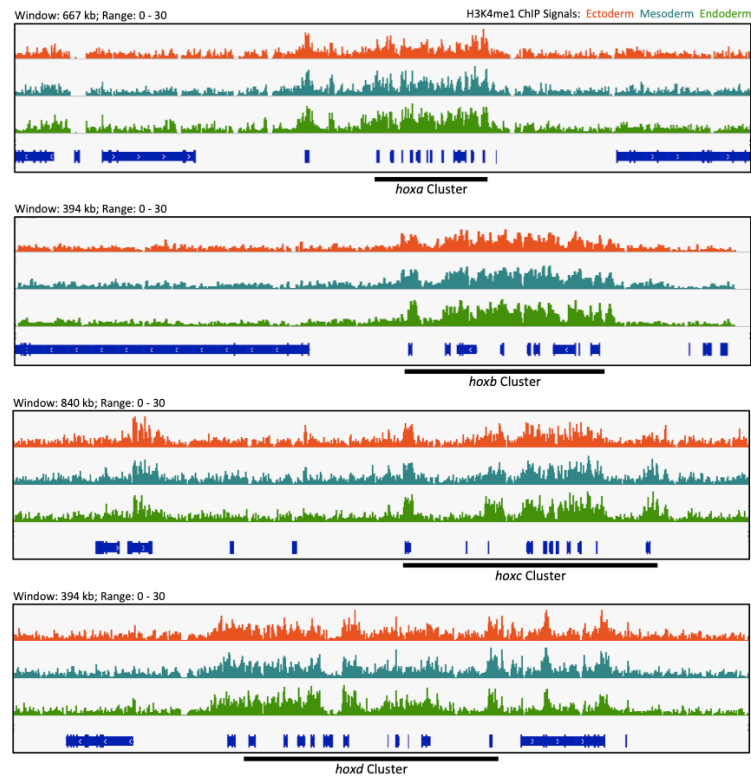 Window: 667 kb; Range: 0 - 30 H3K4me1 ChIP Signals: Ectoderm Mesoderm Endoderm
hoxa Cluster
Window: 394 kb; Range: 0 - 30
hoxb Cluster
Window: 840 kb; Range: 0 - 30
hoxc Cluster
Window: 394 kb; Range: 0 - 30
hoxd Cluster